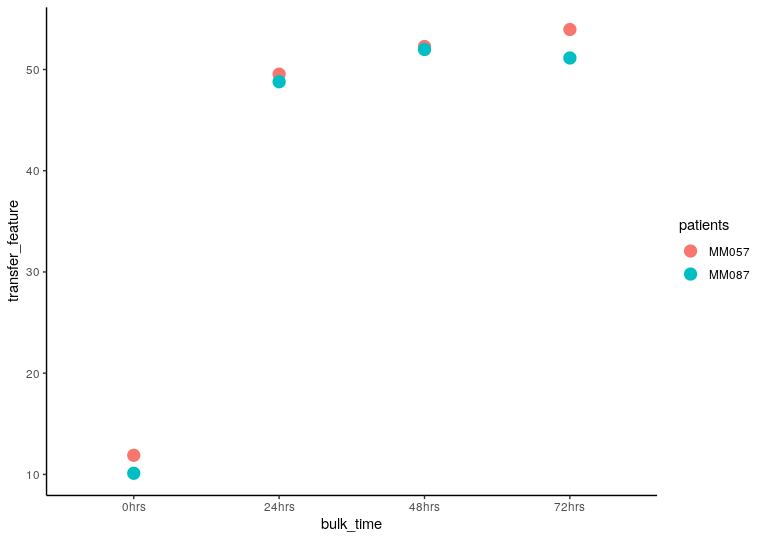 transfer_feature
50
40
30
20
10
0hrs
24hrs
48hrs
72hrs
bulk_time
patients
MM057
MM087